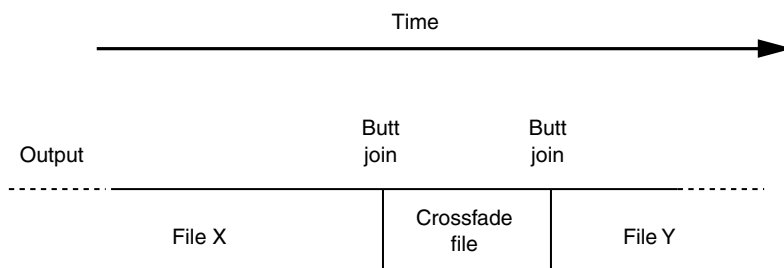 Time
Butt
join
Butt
join
Output
Crossfade
file
File X
File Y